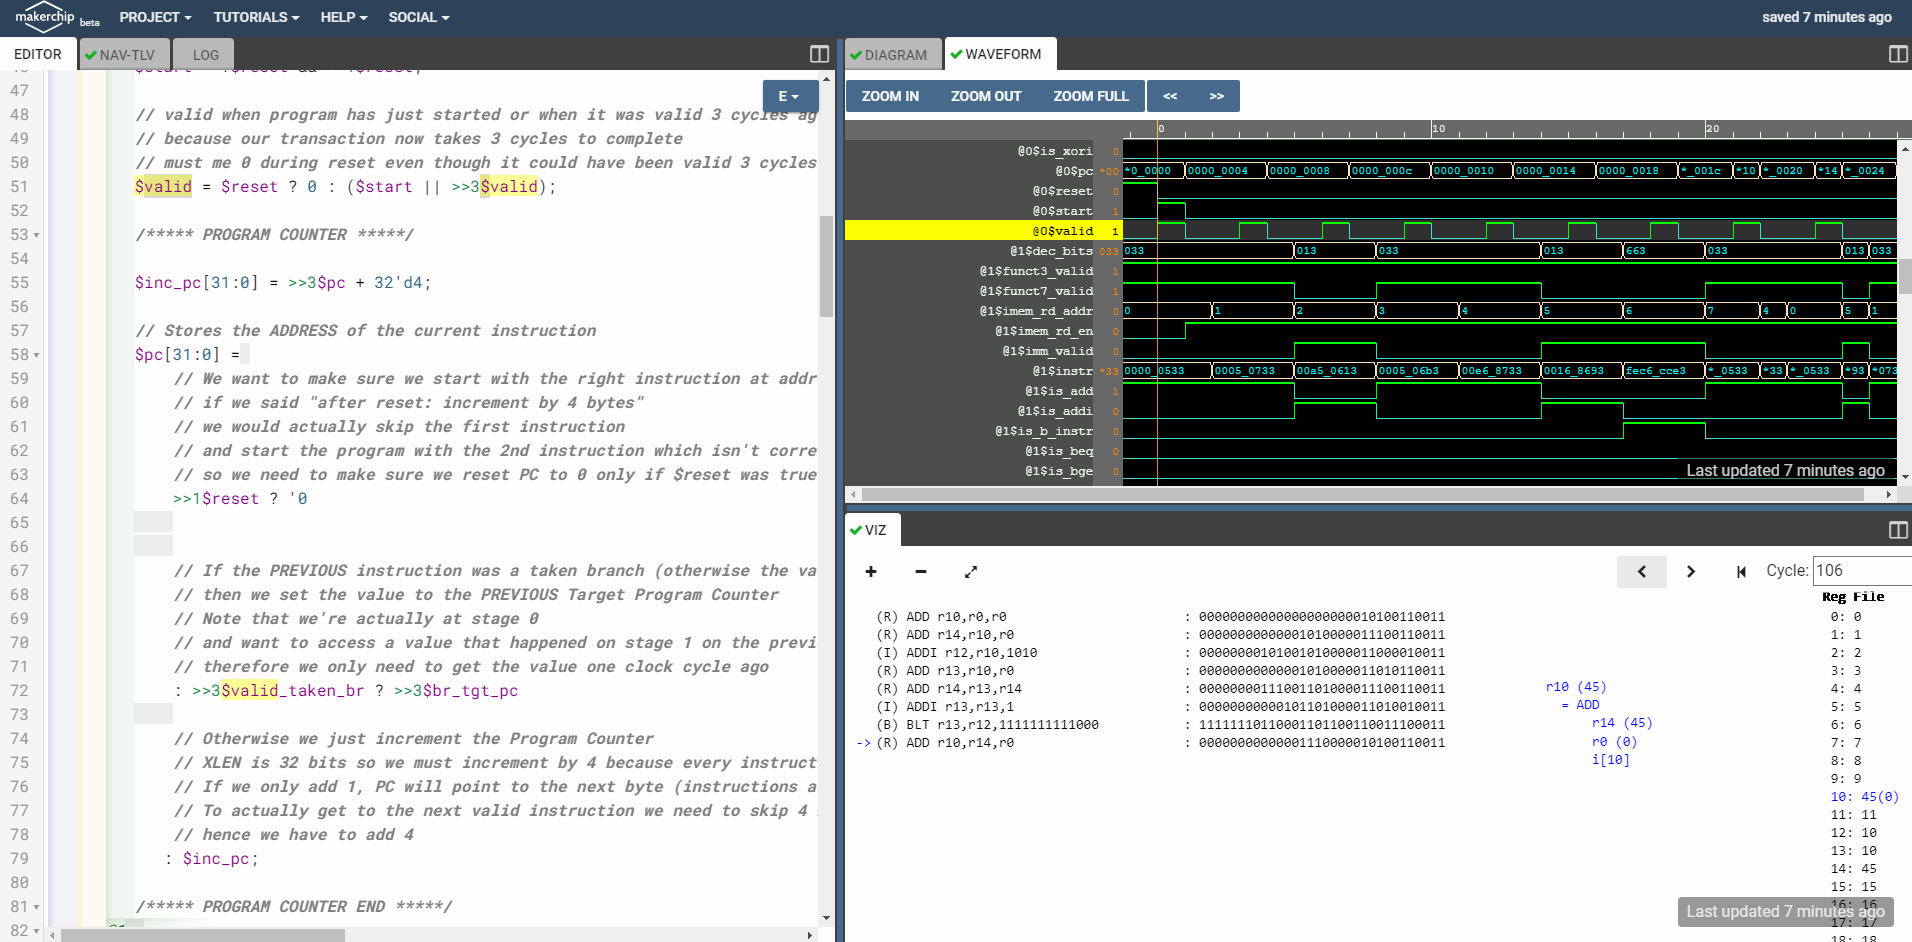 makerchip beta PROJECT TUTORIALS HELP SOCIAL saved 7 minutes ago
EDITOR NAV-TLV LOG
47
48 // valid when program has just started or when it was valid 3 cycles ag
49 // because our transaction now takes 3 cycles to complete
50 // must me 0 during reset even though it could have been valid 3 cycles
51 $valid = $reset ? 0 : ($start || >>3$valid);
52
53 /***** PROGRAM COUNTER *****/
54
55 $inc_pc[31:0] = >>3$pc + 32'd4;
56
57 // Stores the ADDRESS of the current instruction
58 $pc[31:0] =
59 // We want to make sure we start with the right instruction at addr
60 // if we said "after reset: increment by 4 bytes"
61 // we would actually skip the first instruction
62 // and start the program with the 2nd instruction which isn't corre
63 // so we need to make sure we reset PC to 0 only if $reset was true
64 >>1$reset ? '0
65
66
67 // If the PREVIOUS instruction was a taken branch (otherwise the va
68 // then we set the value to the PREVIOUS Target Program Counter
69 // Note that we're actually at stage 0
70 // and want to access a value that happened on stage 1 on the previ
71 // therefore we only need to get the value one clock cycle ago
72 : >>3$valid_taken_br ? >>3$br_tgt_pc
73
74 // Otherwise we just increment the Program Counter
75 // XLEN is 32 bits so we must increment by 4 because every instruct
76 // If we only add 1, PC will point to the next byte (instructions a
77 // To actually get to the next valid instruction we need to skip 4
78 // hence we have to add 4
79 : $inc_pc;
80
81 /***** PROGRAM COUNTER END *****/
82
E
DIAGRAM WAVEFORM
ZOOM IN ZOOM OUT ZOOM FULL << >>
0 10 20
@0$is_xori 0
@0$pc *00 *0_0000 0000_0004 0000_0008 0000_000c 0000_0010 0000_0014 0000_0018 *_001c *10 *_0020 *14 *_0024
@0$reset 0
@0$start 1
@0$valid 1
@1$dec_bits 033 033 013 033 013 663 033 013 033
@1$funct3_valid 1
@1$funct7_valid 1
@1$imem_rd_addr 0 0 1 2 3 4 5 6 7 4 0 5 1
@1$imem_rd_en 0
@1$imm_valid 0
@1$instr *33 0000_0533 0005_0733 00a5_0613 0005_06b3 00e6_8733 0016_8693 fec6_cce3 *_0533 *33 *_0533 *93 *073
@1$is_add 1
@1$is_addi 0
@1$is_b_instr 0
@1$is_beq 0
@1$is_bge 0
Last updated 7 minutes ago
VIZ
+ − Cycle: 106
(R) ADD r10,r0,r0 : 00000000000000000000010100110011
(R) ADD r14,r10,r0 : 00000000000001010000011100110011
(I) ADDI r12,r10,1010 : 00000000101001010000011000010011
(R) ADD r13,r10,r0 : 00000000000001010000011010110011
(R) ADD r14,r13,r14 : 00000000111001101000011100110011
(I) ADDI r13,r13,1 : 00000000000101101000011010010011
(B) BLT r13,r12,1111111111000 : 11111110110001101100110011100011
-> (R) ADD r10,r14,r0 : 00000000000001110000010100110011
r10 (45)
= ADD
r14 (45)
r0 (0)
i[10]
Reg File
0: 0
1: 1
2: 2
3: 3
4: 4
5: 5
6: 6
7: 7
8: 8
9: 9
10: 45(0)
11: 11
12: 10
13: 10
14: 45
15: 15
16: 16
17: 17
18: 18
Last updated 7 minutes ago